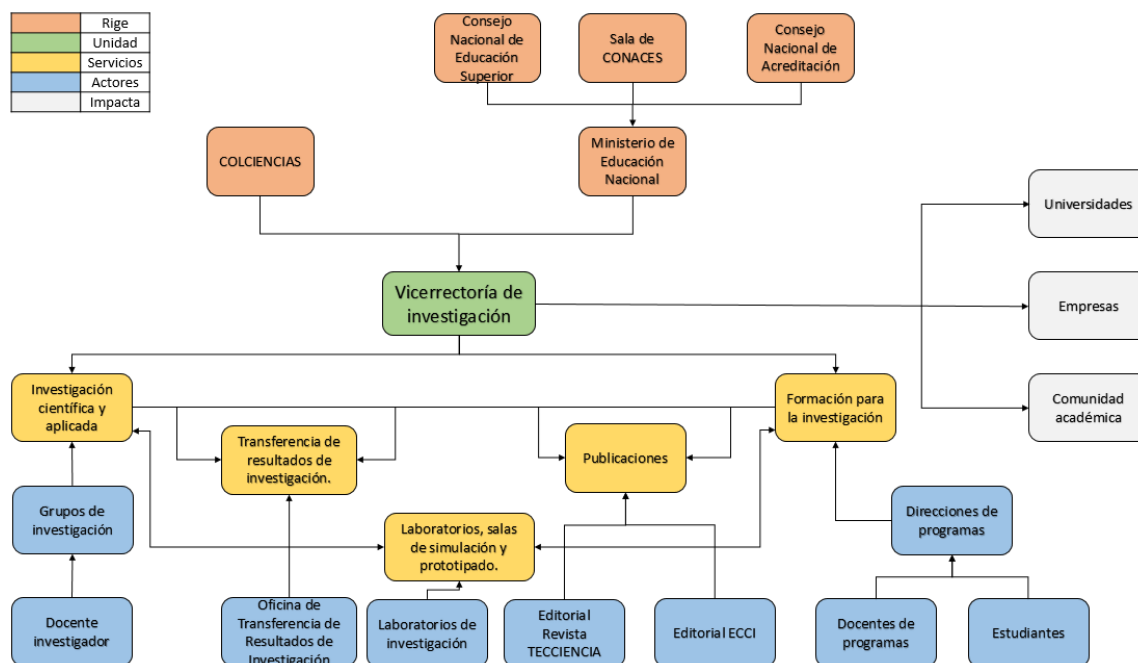 Rige
Unidad
Servicios
Actores
Impacta
Consejo
Nacional de
Educación
Superior
Sala de
CONACES
Consejo
Nacional de
Acreditación
COLCIENCIAS
Ministerio de
Educación
Nacional
Universidades
Vicerrectoría de
investigación
Empresas
Investigación
científica y
aplicada
Formación para
la investigación
Comunidad
académica
Transferencia de
resultados de
investigación.
Publicaciones
Grupos de
investigación
Laboratorios, salas
de simulación y
prototipado.
Direcciones de
programas
Docente
investigador
Oficina de
Transferencia de
Resultados de
Investigación
Laboratorios de
investigación
Editorial
Revista
TECCIENCIA
Editorial ECCI
Docentes de
programas
Estudiantes